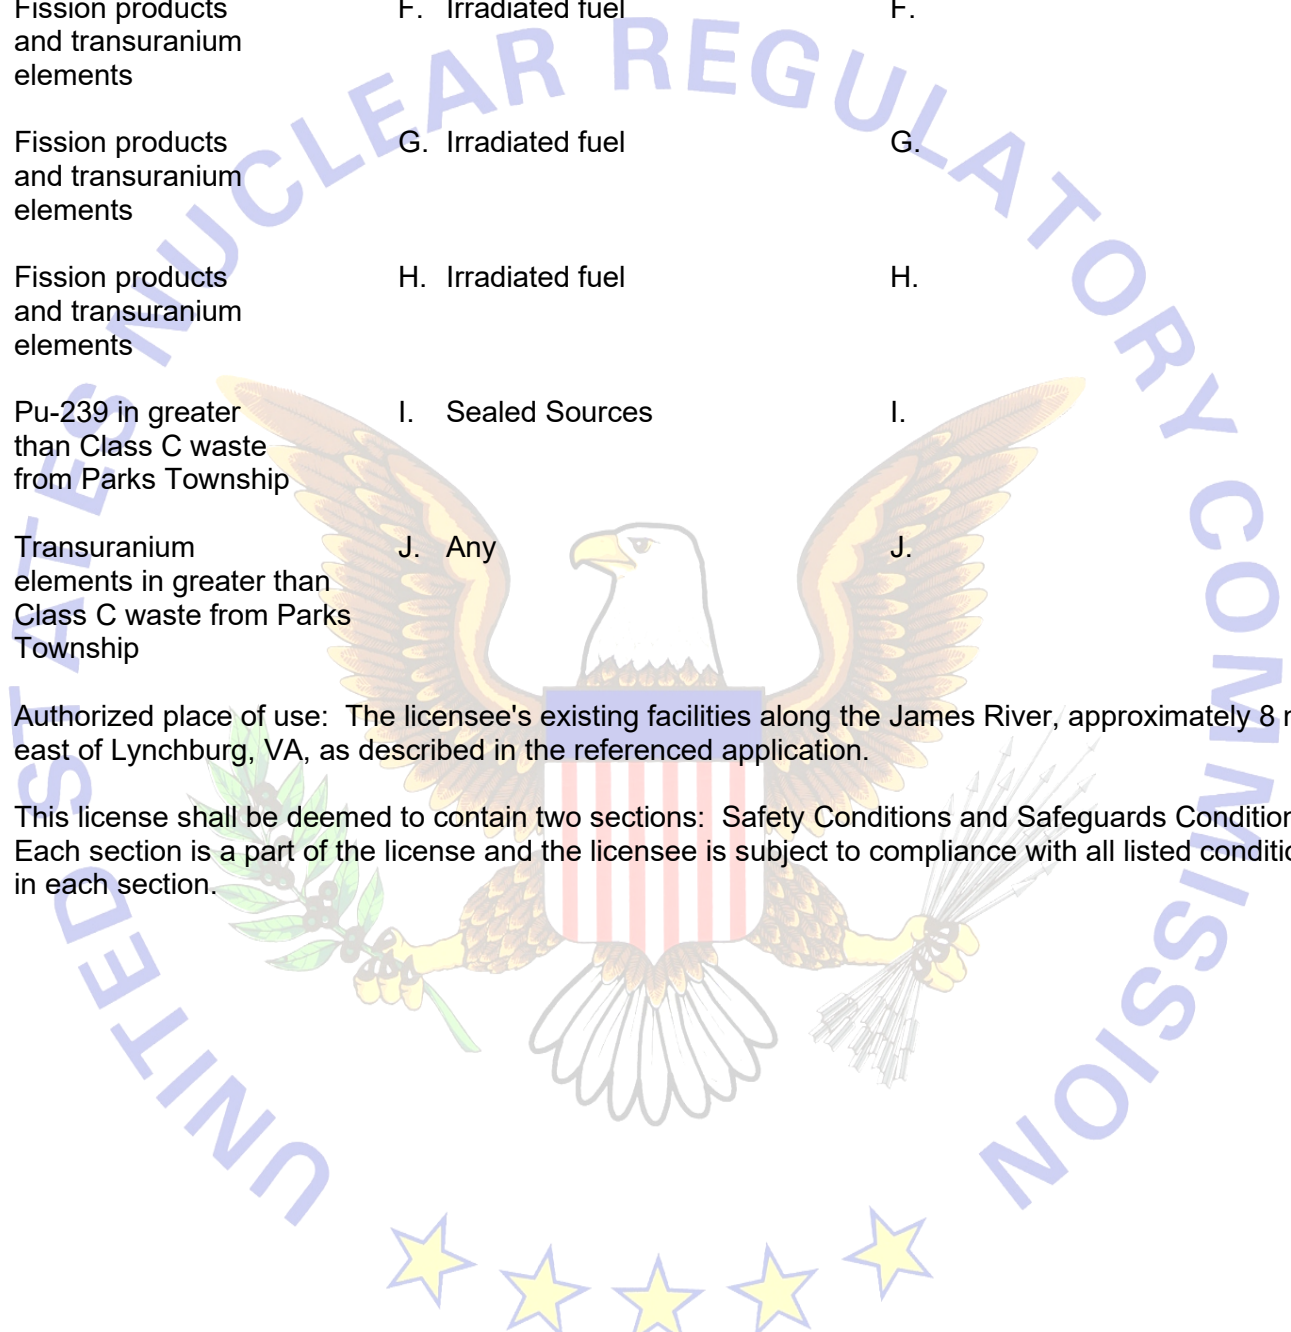 Fission products F. Irradiated fuel F.
and transuranium
elements
Fission products G. Irradiated fuel G.
and transuranium
elements
Fission products H. Irradiated fuel H.
and transuranium
elements
Pu-239 in greater I. Sealed Sources I.
than Class C waste
from Parks Township
Transuranium J. Any J.
elements in greater than
Class C waste from Parks
Township
Authorized place of use: The licensee's existing facilities along the James River, approximately 8
east of Lynchburg, VA, as described in the referenced application.
This license shall be deemed to contain two sections: Safety Conditions and Safeguards Condition
Each section is a part of the license and the licensee is subject to compliance with all listed conditio
in each section.
UNITED STATES NUCLEAR REGULATORY COMMISSION